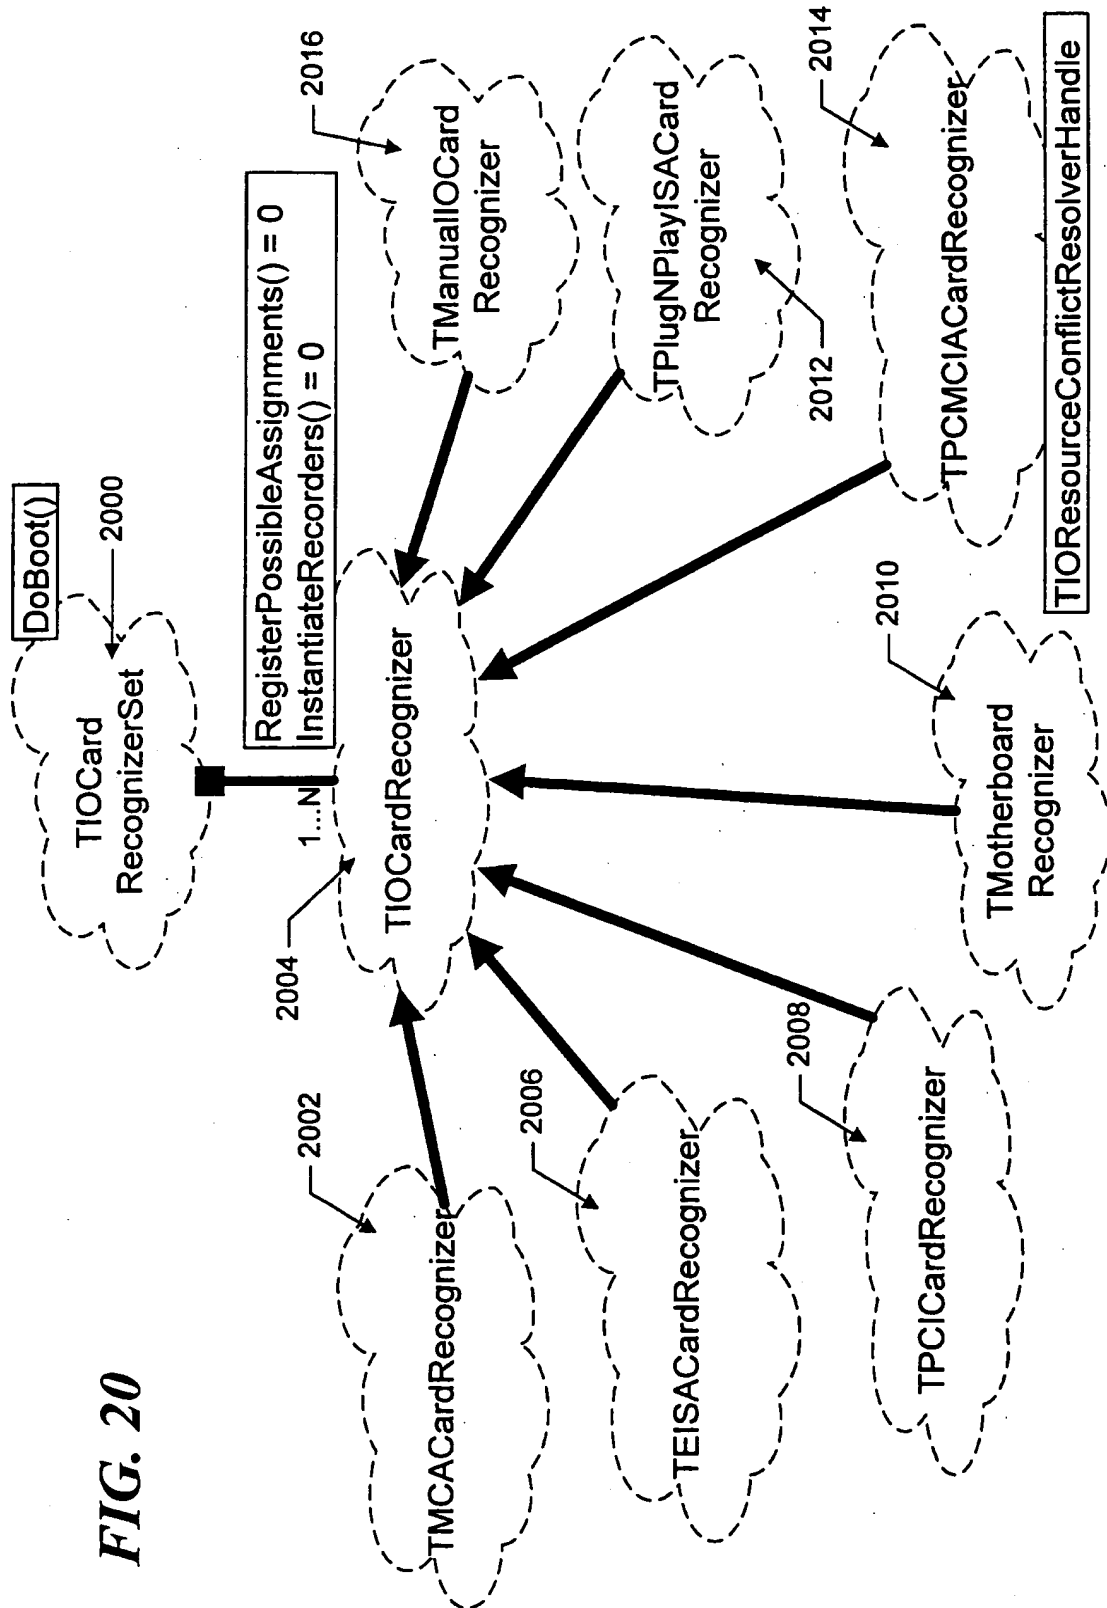 FIG. 20
DoBoot()
TIOCard
RecognizerSet
2000
RegisterPossibleAssignments() = 0
InstantiateRecorders() = 0
1...N
2004
TIOCardRecognizer
2002
TMCACardRecognizer
2016
TManualIOCard
Recognizer
2006
TEISACardRecognizer
TPlugNPlayISACard
Recognizer
2012
2008
TPCICardRecognizer
2010
TMotherboard
Recognizer
2014
TPCMCIACardRecognizer
TIOResourceConflictResolverHandle